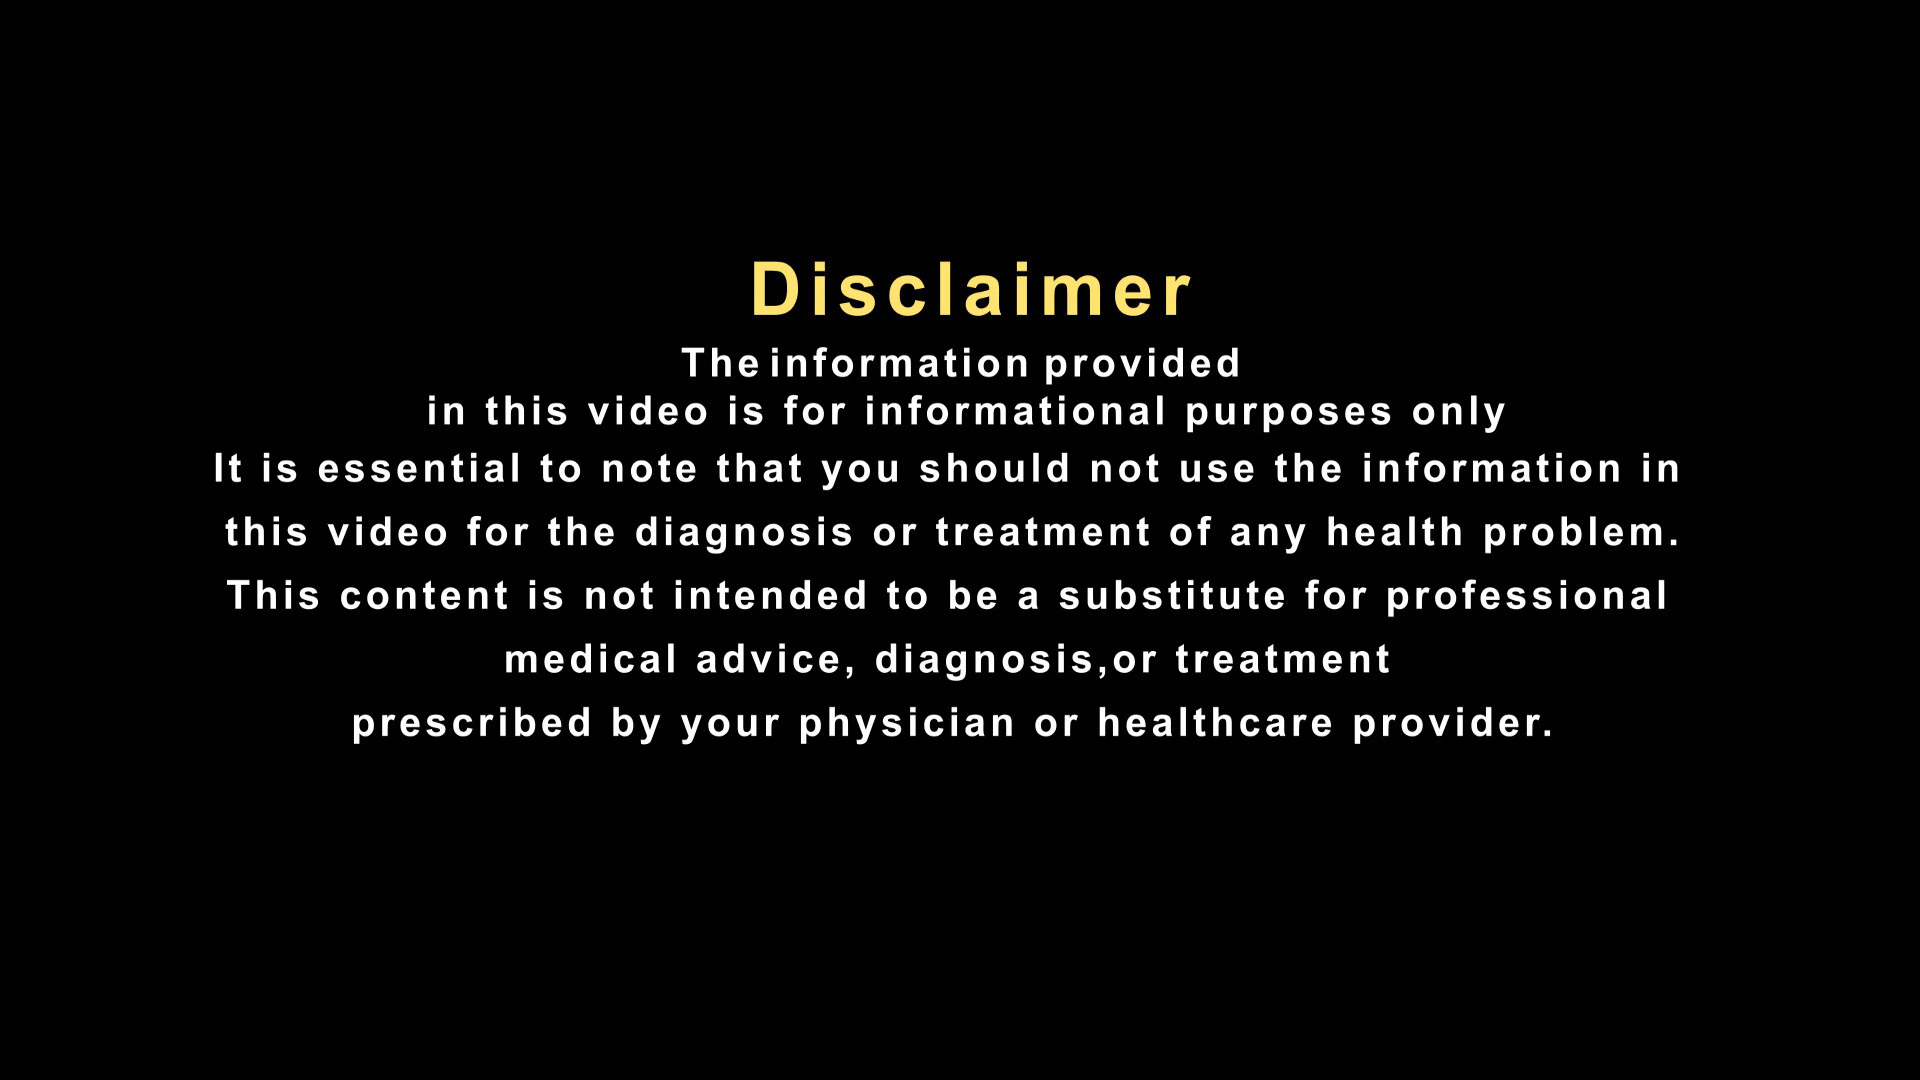 Disclaimer
The information provided
in this video is for informational purposes only
It is essential to note that you should not use the information in
this video for the diagnosis or treatment of any health problem.
This content is not intended to be a substitute for professional
medical advice, diagnosis,or treatment
prescribed by your physician or healthcare provider.